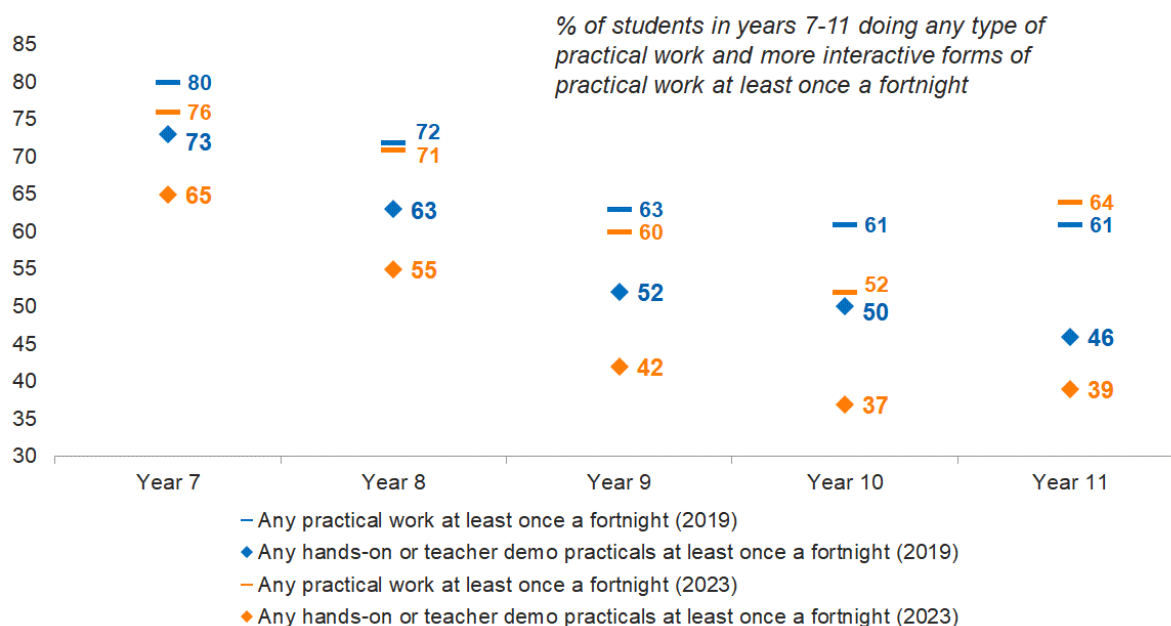 % of students in years 7-11 doing any type of
practical work and more interactive forms of
practical work at least once a fortnight
85
80
75
70
65
60
55
50
45
40
35
30
80
76
73
65
72
71
63
55
63
60
52
42
61
52
50
37
64
61
46
39
Year 7
Year 8
Year 9
Year 10
Year 11
Any practical work at least once a fortnight (2019)
Any hands-on or teacher demo practicals at least once a fortnight (2019)
Any practical work at least once a fortnight (2023)
Any hands-on or teacher demo practicals at least once a fortnight (2023)